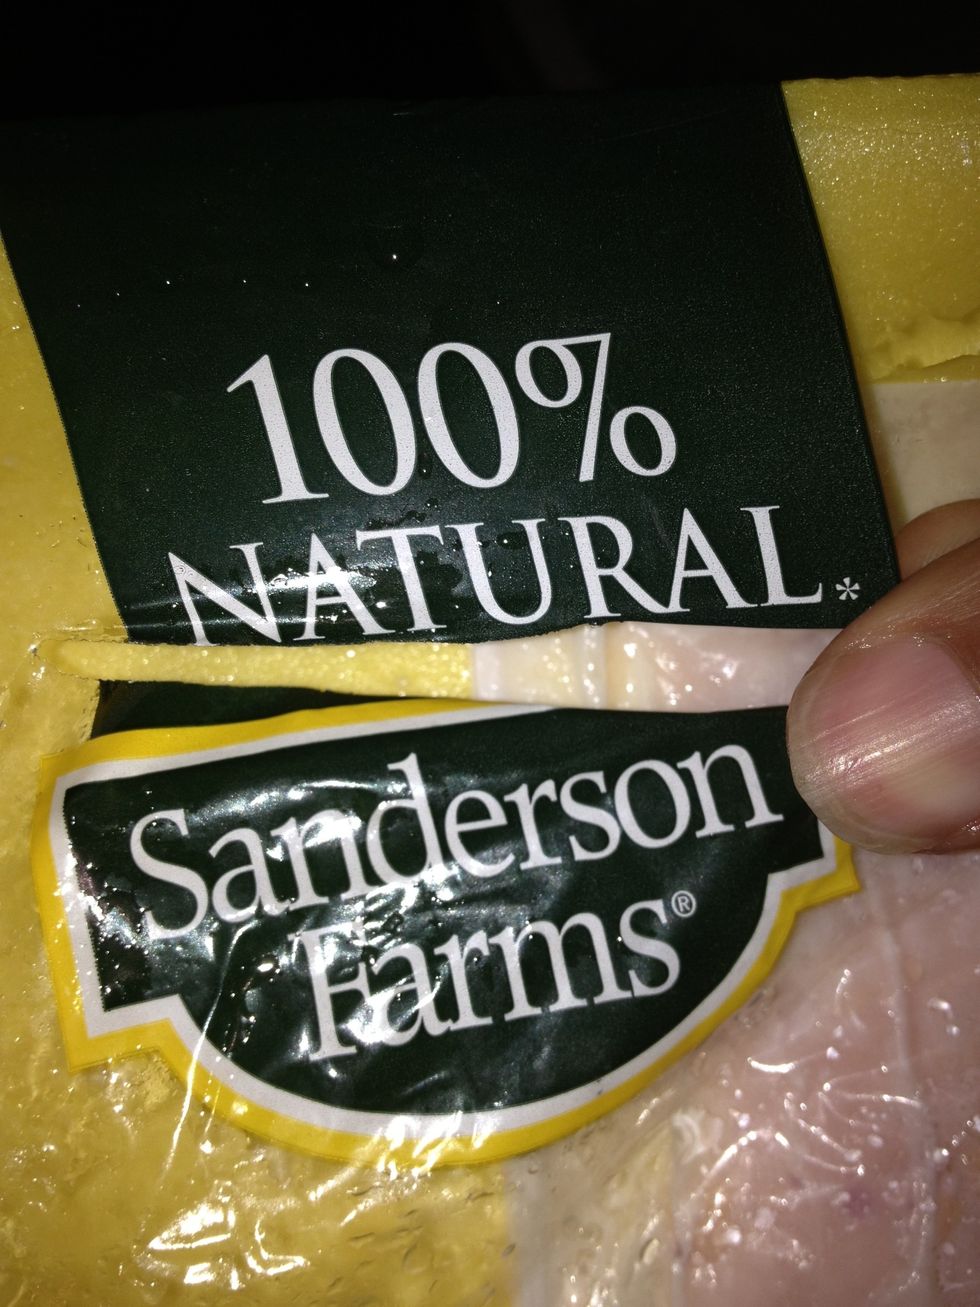 100%
NATURAL*
Sanderson
Farms®